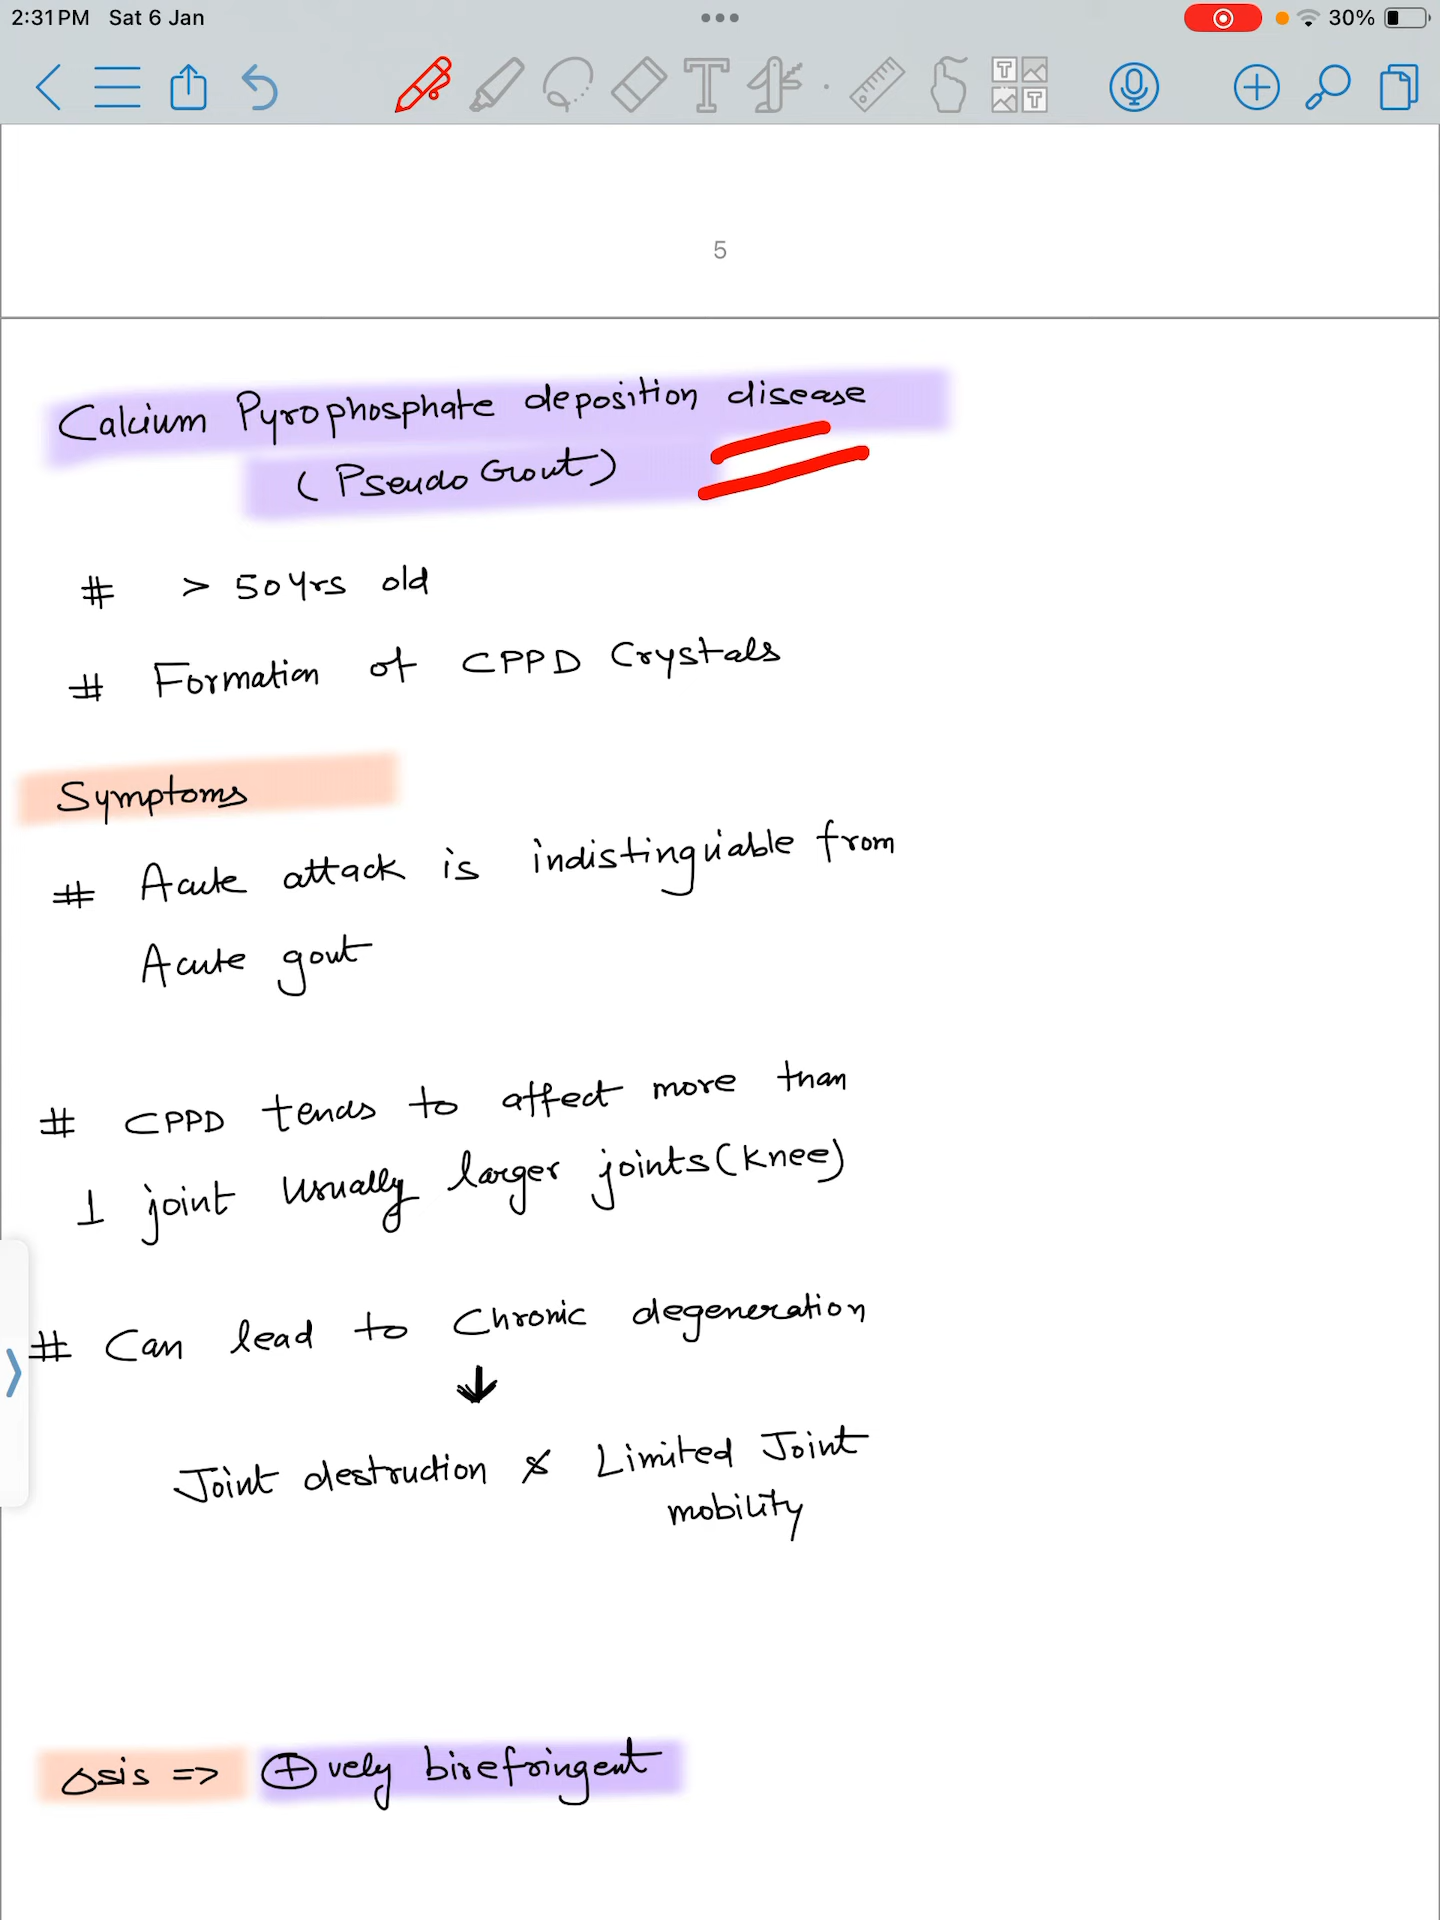 2:31 PM Sat 6 Jan
30%
5
Calcium Pyrophosphate deposition disease
(Pseudo Gout)
# > 50 Yrs old
# Formation of CPPD Crystals
Symptoms
# Acute attack is indistinguiable from
Acute gout
# CPPD tends to affect more than
1 joint usually larger joints (knee)
# Can lead to Chronic degeneration
↓
Joint destruction & Limited Joint
mobility
Δsis => ⊕vely birefringent